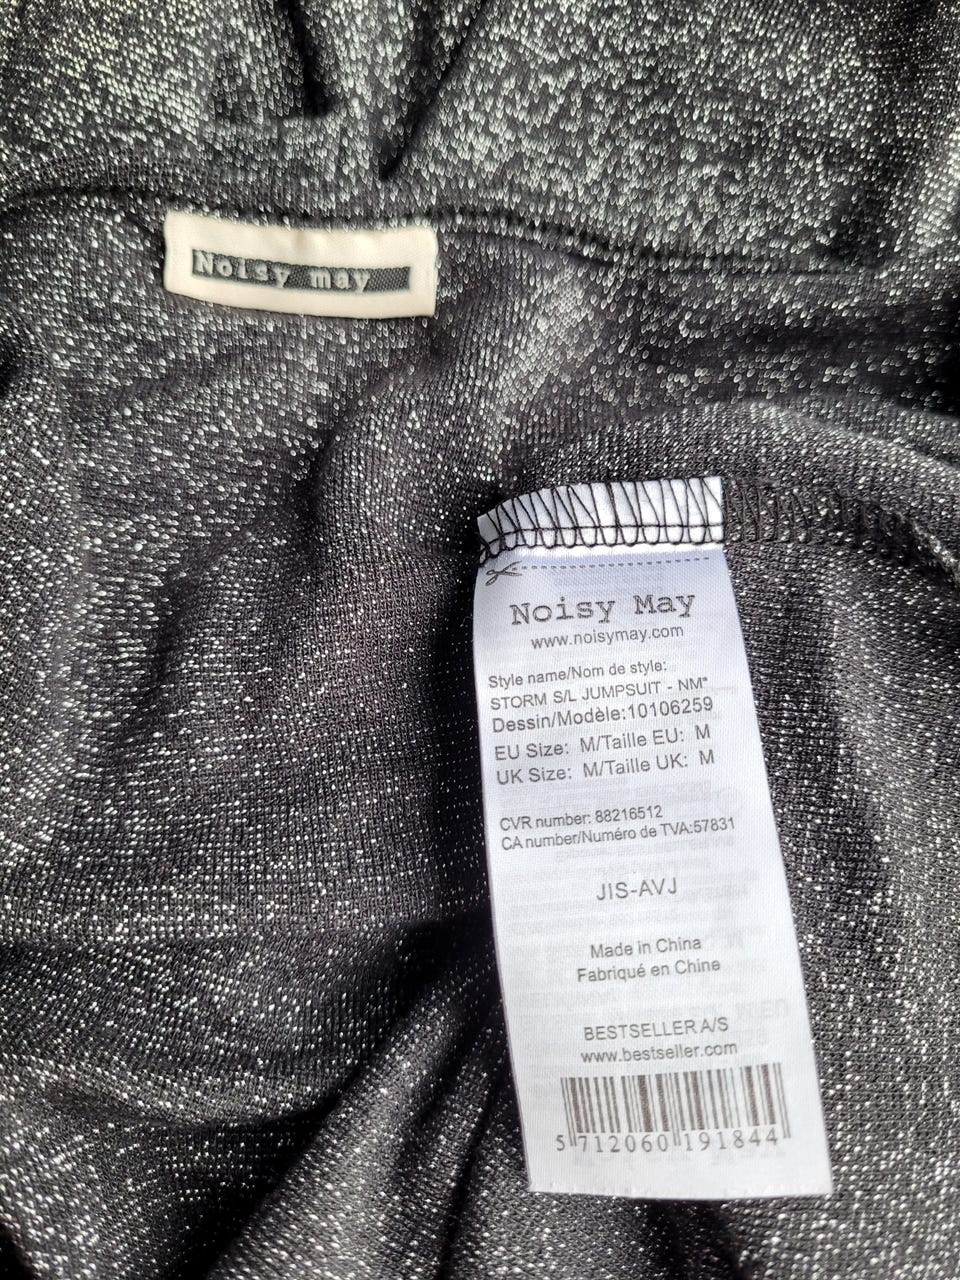 Noisy may
Noisy May
www.noisymay.com
Style name/Nom de style:
STORM S/L JUMPSUIT - NM*
Dessin/Modèle:10106259
EU Size: M/Taille EU: M
UK Size: M/Taille UK: M
CVR number: 88216512
CA number/Numéro de TVA:57831
JIS-AVJ
Made in China
Fabriqué en Chine
BESTSELLER A/S
www.bestseller.com
5 712060 191844